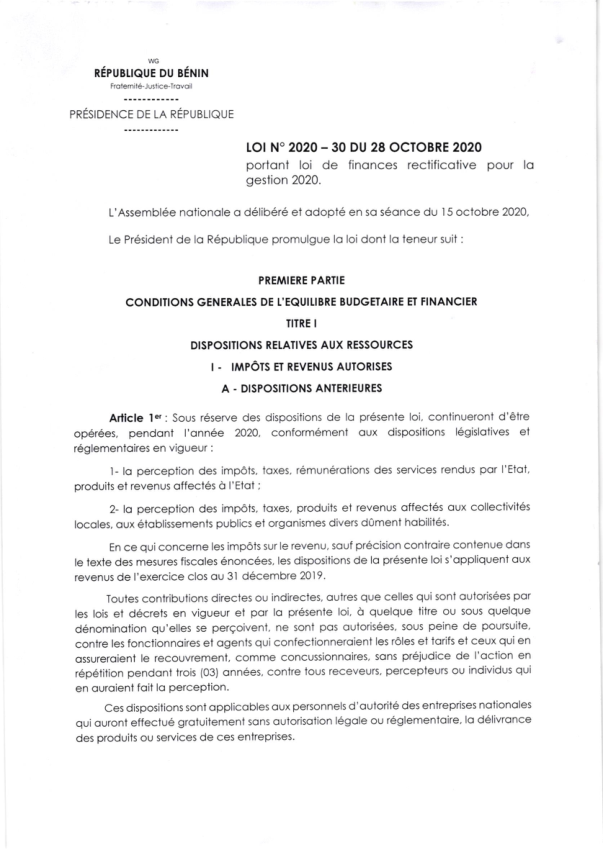 WG
RÉPUBLIQUE DU BÉNIN
Fraternité-Justice-Travail
------------
PRÉSIDENCE DE LA RÉPUBLIQUE
-------------
LOI N° 2020 – 30 DU 28 OCTOBRE 2020
portant loi de finances rectificative pour la
gestion 2020.
L'Assemblée nationale a délibéré et adopté en sa séance du 15 octobre 2020,
Le Président de la République promulgue la loi dont la teneur suit :
PREMIERE PARTIE
CONDITIONS GENERALES DE L'EQUILIBRE BUDGETAIRE ET FINANCIER
TITRE I
DISPOSITIONS RELATIVES AUX RESSOURCES
I - IMPÔTS ET REVENUS AUTORISES
A - DISPOSITIONS ANTERIEURES
Article 1er : Sous réserve des dispositions de la présente loi, continueront d'être
opérées, pendant l'année 2020, conformément aux dispositions législatives et
réglementaires en vigueur :
1- la perception des impôts, taxes, rémunérations des services rendus par l'Etat,
produits et revenus affectés à l'Etat ;
2- la perception des impôts, taxes, produits et revenus affectés aux collectivités
locales, aux établissements publics et organismes divers dûment habilités.
En ce qui concerne les impôts sur le revenu, sauf précision contraire contenue dans
le texte des mesures fiscales énoncées, les dispositions de la présente loi s'appliquent aux
revenus de l'exercice clos au 31 décembre 2019.
Toutes contributions directes ou indirectes, autres que celles qui sont autorisées par
les lois et décrets en vigueur et par la présente loi, à quelque titre ou sous quelque
dénomination qu'elles se perçoivent, ne sont pas autorisées, sous peine de poursuite,
contre les fonctionnaires et agents qui confectionneraient les rôles et tarifs et ceux qui en
assureraient le recouvrement, comme concussionnaires, sans préjudice de l'action en
répétition pendant trois (03) années, contre tous receveurs, percepteurs ou individus qui
en auraient fait la perception.
Ces dispositions sont applicables aux personnels d'autorité des entreprises nationales
qui auront effectué gratuitement sans autorisation légale ou réglementaire, la délivrance
des produits ou services de ces entreprises.